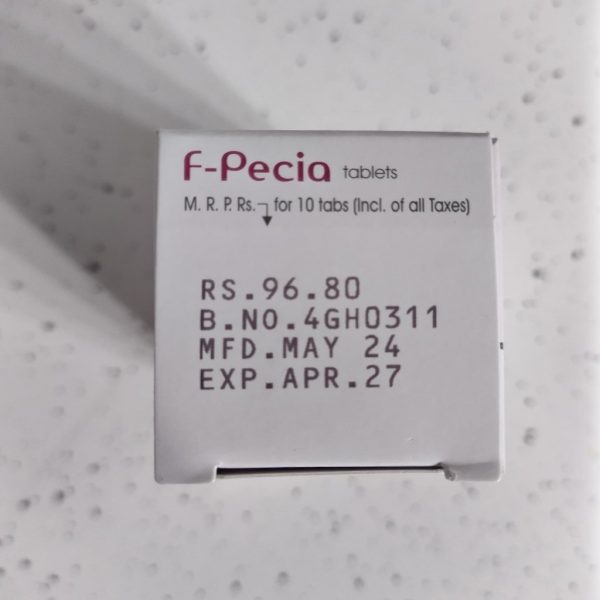 F-Pecia tablets
M. R. P. Rs. for 10 tabs (Incl. of all Taxes)
RS.96.80
B.NO.4GH0311
MFD.MAY 24
EXP.APR.27